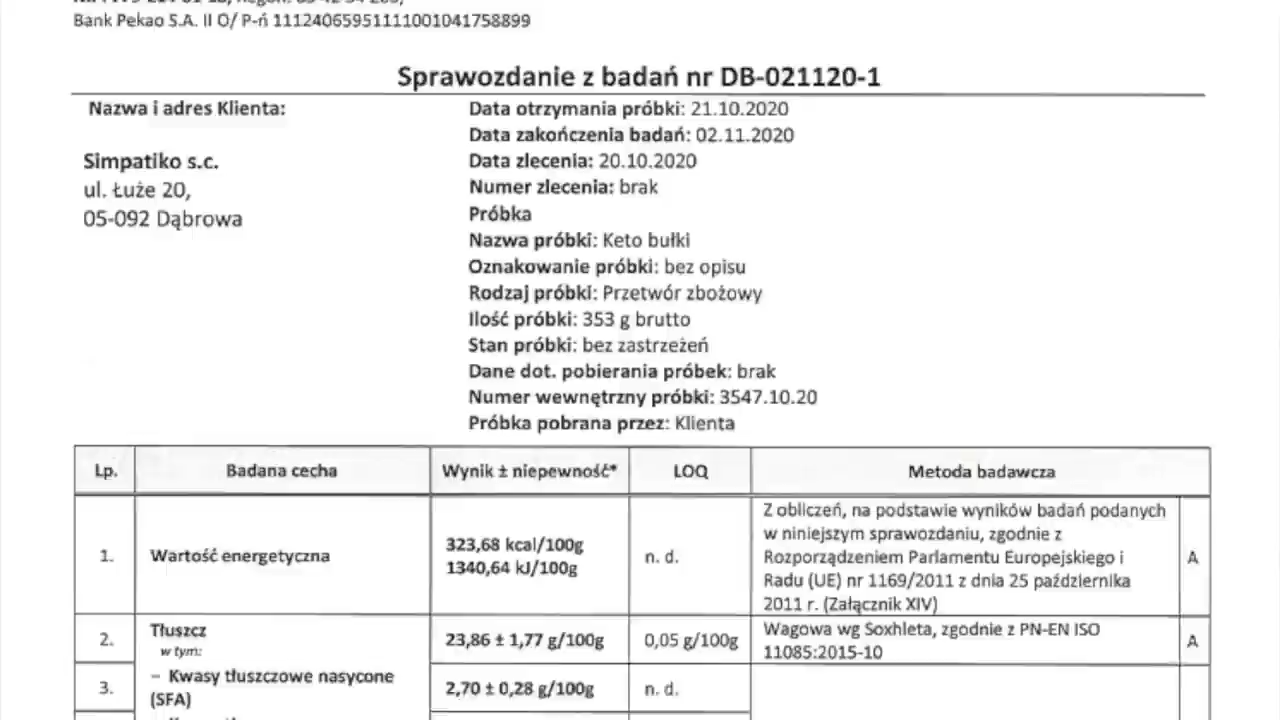 Bank Pekao S.A. II O/ P-ń 11124065951111001041758899
Sprawozdanie z badań nr DB-021120-1
Nazwa i adres Klienta:
Simpatiko s.c.
ul. Łuże 20,
05-092 Dąbrowa
Data otrzymania próbki: 21.10.2020
Data zakończenia badań: 02.11.2020
Data zlecenia: 20.10.2020
Numer zlecenia: brak
Próbka
Nazwa próbki: Keto bułki
Oznakowanie próbki: bez opisu
Rodzaj próbki: Przetwór zbożowy
Ilość próbki: 353 g brutto
Stan próbki: bez zastrzeżeń
Dane dot. pobierania próbek: brak
Numer wewnętrzny próbki: 3547.10.20
Próbka pobrana przez: Klienta
Lp. Badana cecha Wynik ± niepewność* LOQ Metoda badawcza
1. Wartość energetyczna
323,68 kcal/100g
1340,64 kJ/100g
n. d.
Z obliczeń, na podstawie wyników badań podanych
w niniejszym sprawozdaniu, zgodnie z
Rozporządzeniem Parlamentu Europejskiego i
Radu (UE) nr 1169/2011 z dnia 25 października
2011 r. (Załącznik XIV)
A
2. Tłuszcz
w tym:
23,86 ± 1,77 g/100g
0,05 g/100g
Wagowa wg Soxhleta, zgodnie z PN-EN ISO
11085:2015-10
A
3. – Kwasy tłuszczowe nasycone
(SFA)
2,70 ± 0,28 g/100g
n. d.